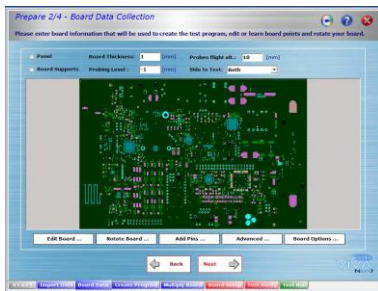 Prepare 2/4 - Board Data Collection
Please enter board information that will be used to create the test program, edit or learn board points and rotate your board.
Panel Board Thickness: 1 [mm] Probes flight alt.: 10 [mm]
Board Supports Probing Level: -1 [mm] Side to Test: Both
Edit Board ... Rotate Board ... Add Pins ... Advanced ... Board Options ...
Back Next
VIVA
Import Data Board Data Create Program Multiply Board